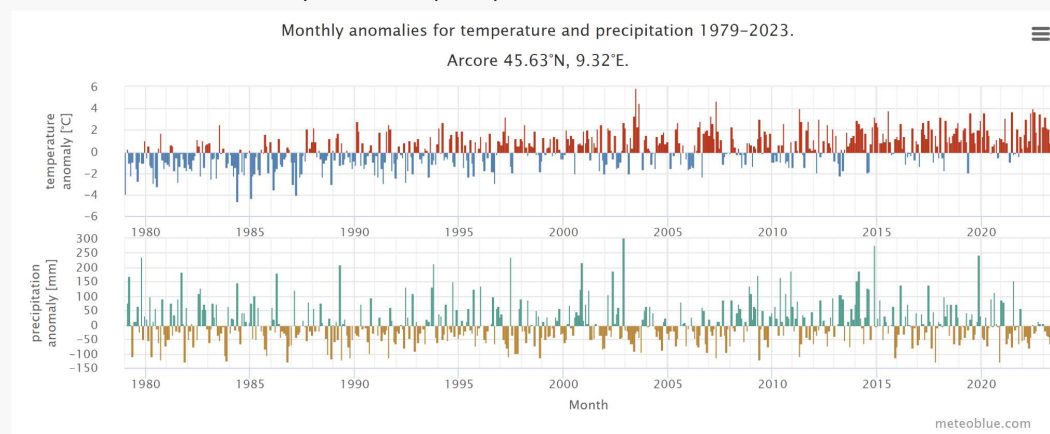 Monthly anomalies for temperature and precipitation 1979-2023.
Arcore 45.63°N, 9.32°E.
temperature
anomaly [°C]
6
4
2
0
-2
-4
-6
1980 1985 1990 1995 2000 2005 2010 2015 2020
precipitation
anomaly [mm]
300
250
200
150
100
50
0
-50
-100
-150
1980 1985 1990 1995 2000 2005 2010 2015 2020
Month
meteoblue.com